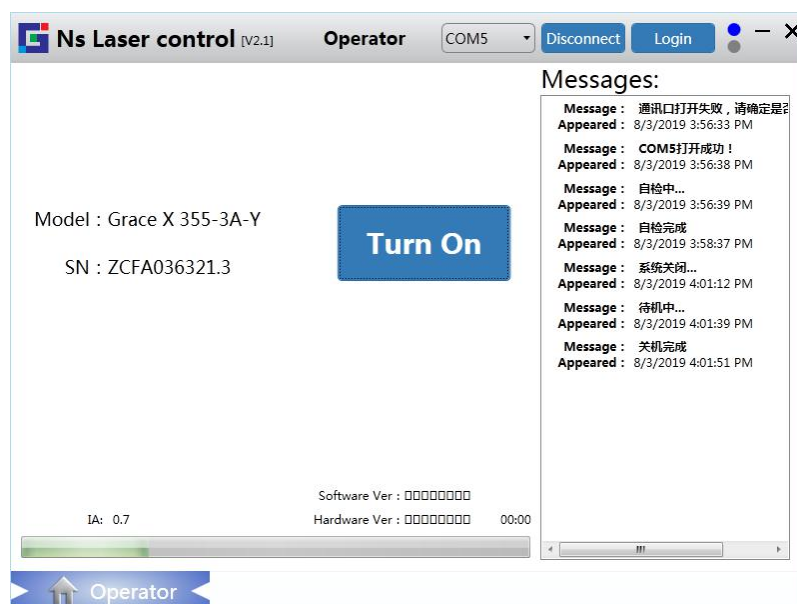 Ns Laser control [V2.1]
Operator
COM5
Disconnect
Login
Messages:
Message : 通讯口打开失败，请确定是否
Appeared : 8/3/2019 3:56:33 PM
Message : COM5打开成功！
Appeared : 8/3/2019 3:56:38 PM
Message : 自检中...
Appeared : 8/3/2019 3:56:39 PM
Message : 自检完成
Appeared : 8/3/2019 3:58:37 PM
Message : 系统关闭...
Appeared : 8/3/2019 4:01:12 PM
Message : 待机中...
Appeared : 8/3/2019 4:01:39 PM
Message : 关机完成
Appeared : 8/3/2019 4:01:51 PM
Model : Grace X 355-3A-Y
SN : ZCFA036321.3
Turn On
Software Ver : □□□□□□□□
IA: 0.7
Hardware Ver : □□□□□□□□
00:00
Operator